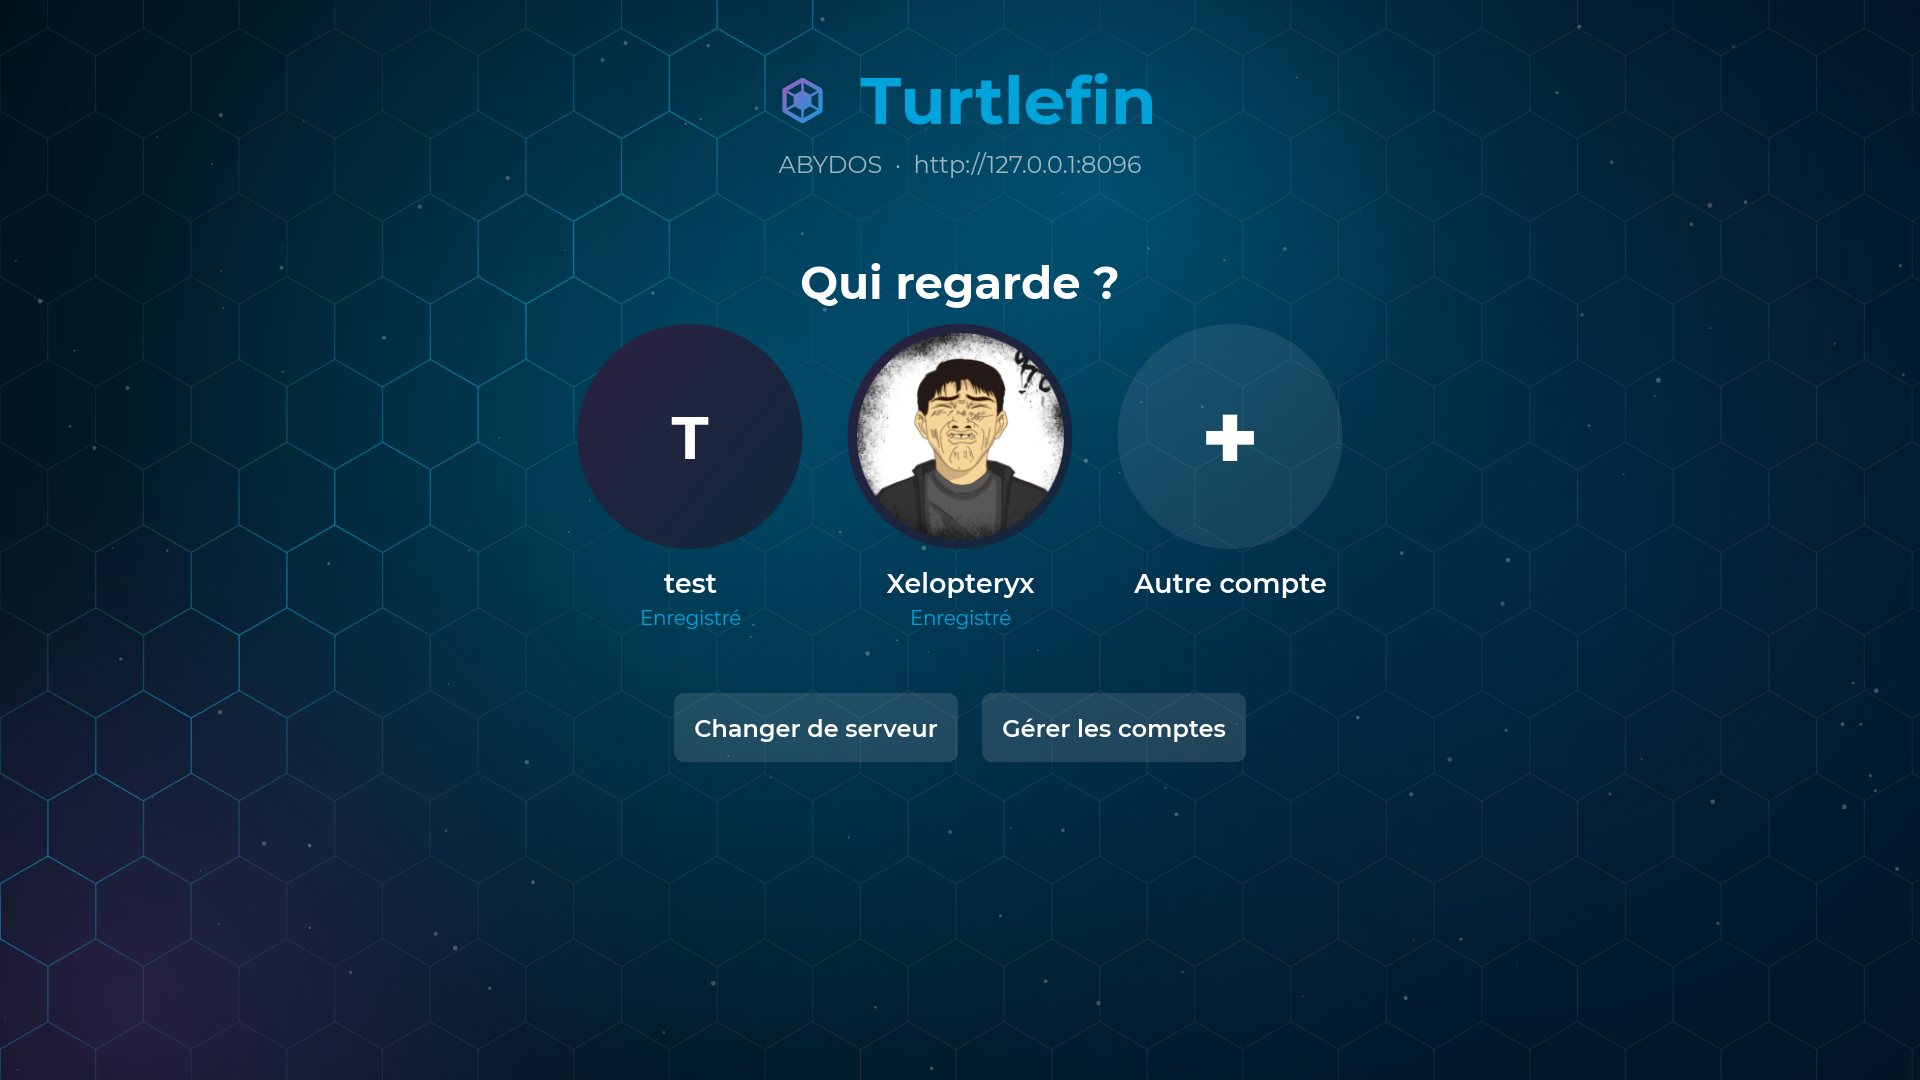 Turtlefin
ABYDOS · http://127.0.0.1:8096
Qui regarde ?
T
test
Enregistré
Xelopteryx
Enregistré
Autre compte
Changer de serveur
Gérer les comptes